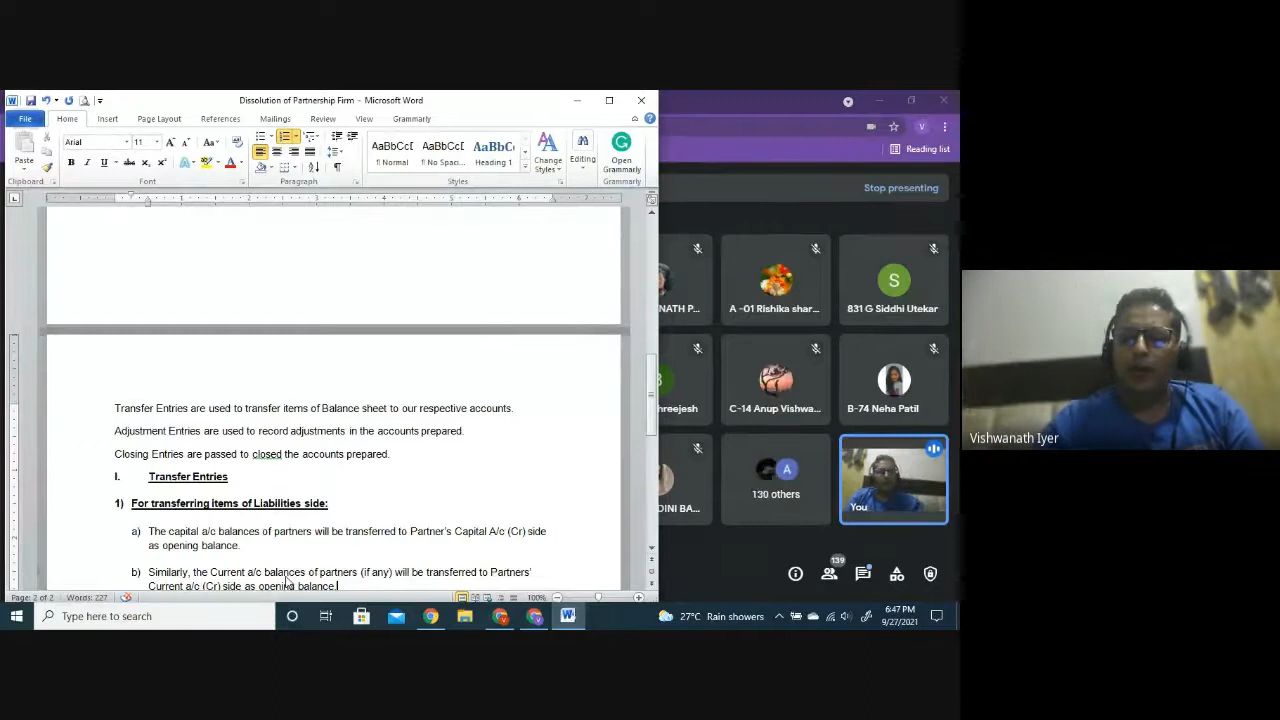 Dissolution of Partnership Firm - Microsoft Word
File Home Insert Page Layout References Mailings Review View Grammarly
Reading list
Arial 11
Paste
AaBbCcI AaBbCcI AaBbCc
¶ Normal ¶ No Spaci... Heading 1
Change Styles
Editing
Open Grammarly
Clipboard Font Paragraph Styles Grammarly
Stop presenting
NATH P...
A -01 Rishika shar...
831 G Siddhi Utekar
hreejesh
C-14 Anup Vishwa...
B-74 Neha Patil
DINI BA...
A
130 others
You
S
V
139
Transfer Entries are used to transfer items of Balance sheet to our respective accounts.
Adjustment Entries are used to record adjustments in the accounts prepared.
Closing Entries are passed to closed the accounts prepared.
I. Transfer Entries
1) For transferring items of Liabilities side:
a) The capital a/c balances of partners will be transferred to Partner's Capital A/c (Cr) side
as opening balance.
b) Similarly, the Current a/c balances of partners (if any) will be transferred to Partners'
Current a/c (Cr) side as opening balance.
Page: 2 of 2 Words: 227 100%
Type here to search
27°C Rain showers
6:47 PM
9/27/2021
Vishwanath Iyer